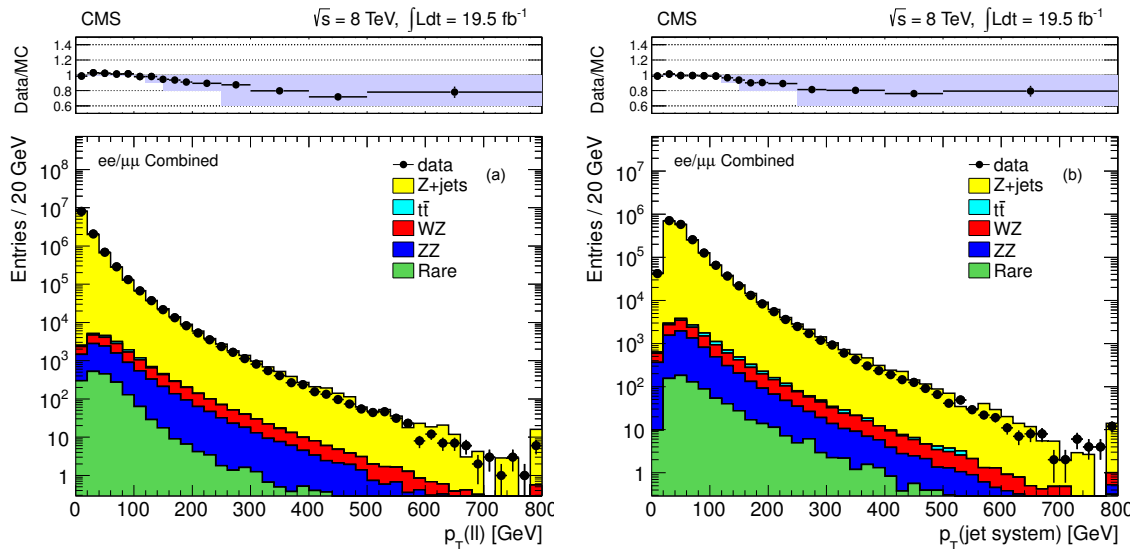 CMS √s = 8 TeV, ∫Ldt = 19.5 fb⁻¹
Data/MC
1.4
1.2
1
0.8
0.6
ee/μμ Combined
(a)
data
Z+jets
tt̄
WZ
ZZ
Rare
Entries / 20 GeV
10⁸
10⁷
10⁶
10⁵
10⁴
10³
10²
10
1
0 100 200 300 400 500 600 700 800
p_T(ll) [GeV]
CMS √s = 8 TeV, ∫Ldt = 19.5 fb⁻¹
Data/MC
1.4
1.2
1
0.8
0.6
ee/μμ Combined
(b)
data
Z+jets
tt̄
WZ
ZZ
Rare
Entries / 20 GeV
10⁷
10⁶
10⁵
10⁴
10³
10²
10
1
0 100 200 300 400 500 600 700 800
p_T(jet system) [GeV]